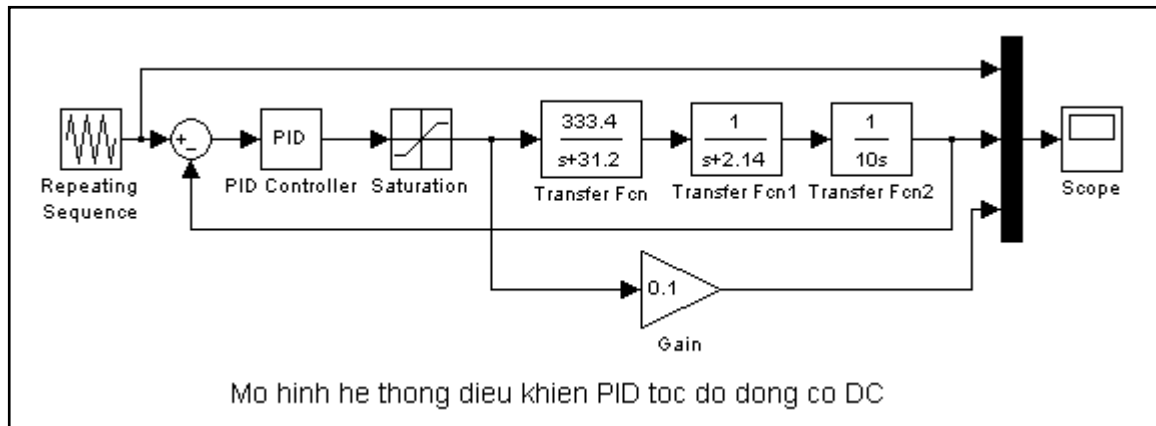 +
−
PID
333.4
s+31.2
1
s+2.14
1
10s
Repeating
Sequence
PID Controller
Saturation
Transfer Fcn
Transfer Fcn1
Transfer Fcn2
Scope
0.1
Gain
Mo hinh he thong dieu khien PID toc do dong co DC